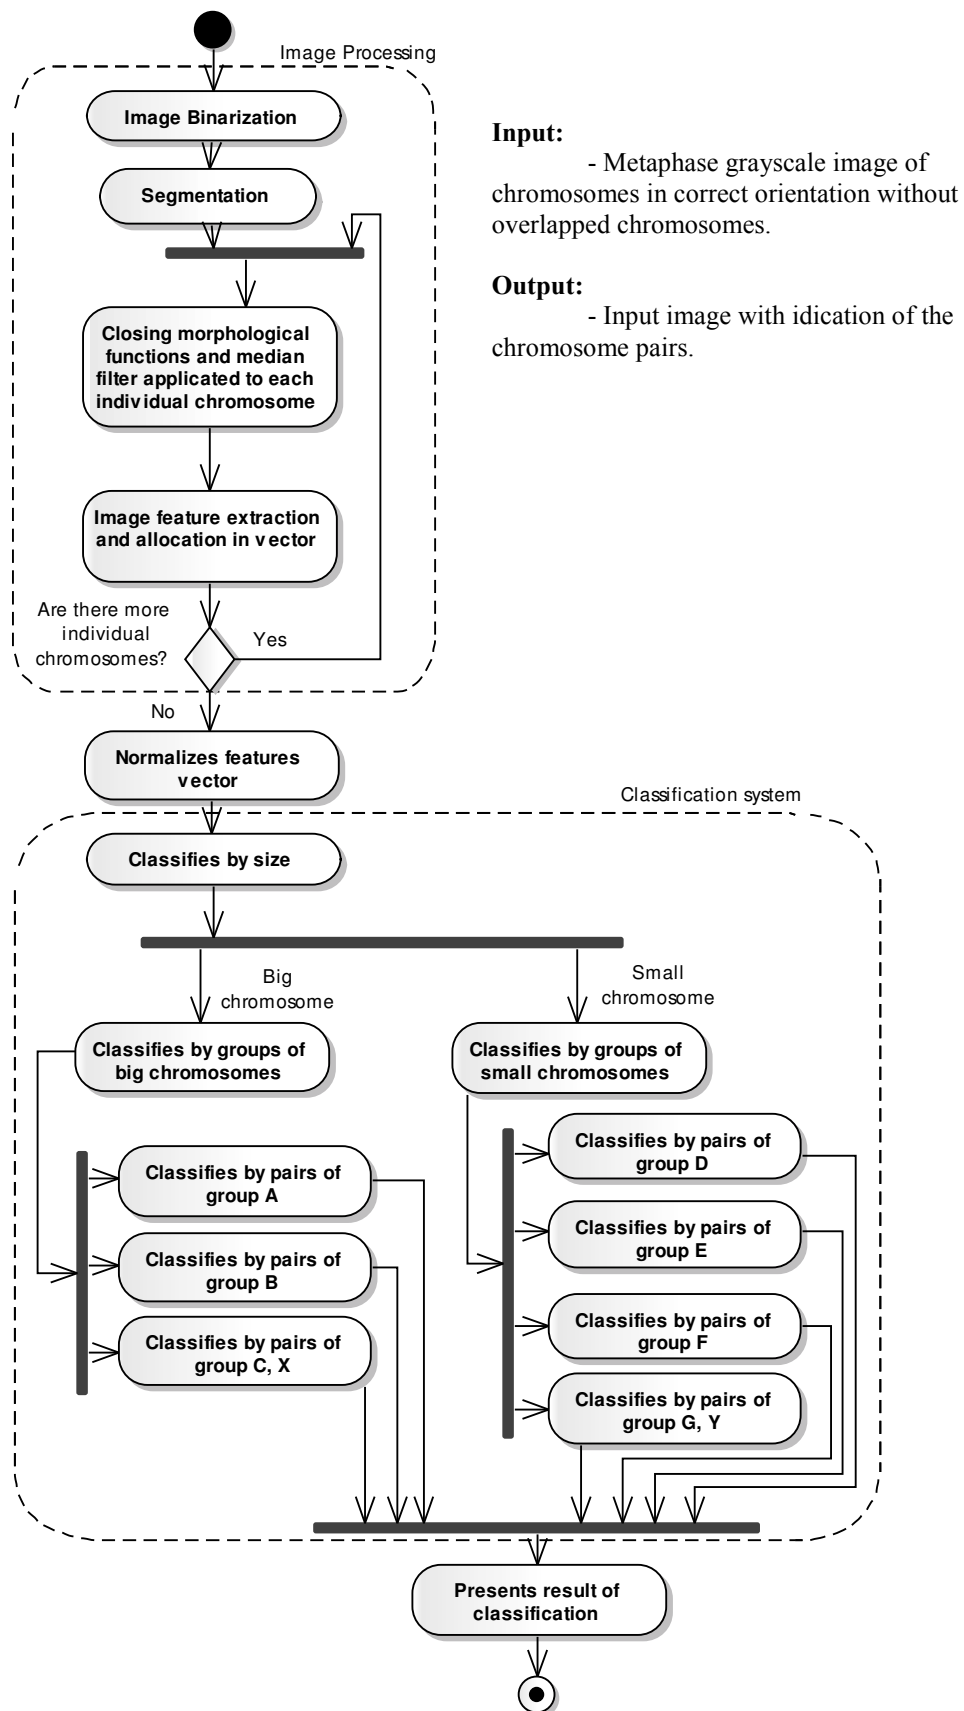 Image Processing
Image Binarization
Input:
- Metaphase grayscale image of
chromosomes in correct orientation without
overlapped chromosomes.
Segmentation
Output:
- Input image with idication of the
chromosome pairs.
Closing morphological
functions and median
filter applicated to each
individual chromosome
Image feature extraction
and allocation in vector
Are there more
individual
chromosomes?
Yes
No
Normalizes features
vector
Classification system
Classifies by size
Big
chromosome
Small
chromosome
Classifies by groups of
big chromosomes
Classifies by groups of
small chromosomes
Classifies by pairs of
group A
Classifies by pairs of
group B
Classifies by pairs of
group C, X
Classifies by pairs of
group D
Classifies by pairs of
group E
Classifies by pairs of
group F
Classifies by pairs of
group G, Y
Presents result of
classification